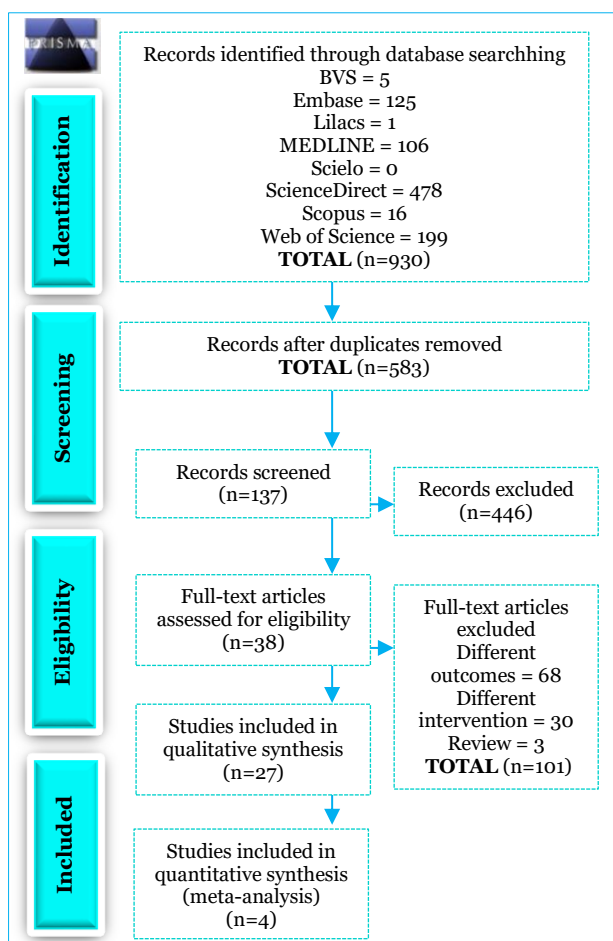 PRISMA
Identification
Records identified through database searchhing
BVS = 5
Embase = 125
Lilacs = 1
MEDLINE = 106
Scielo = 0
ScienceDirect = 478
Scopus = 16
Web of Science = 199
TOTAL (n=930)
Screening
Records after duplicates removed
TOTAL (n=583)
Records screened
(n=137)
Records excluded
(n=446)
Eligibility
Full-text articles
assessed for eligibility
(n=38)
Full-text articles
excluded
Different
outcomes = 68
Different
intervention = 30
Review = 3
TOTAL (n=101)
Studies included in
qualitative synthesis
(n=27)
Included
Studies included in
quantitative synthesis
(meta-analysis)
(n=4)